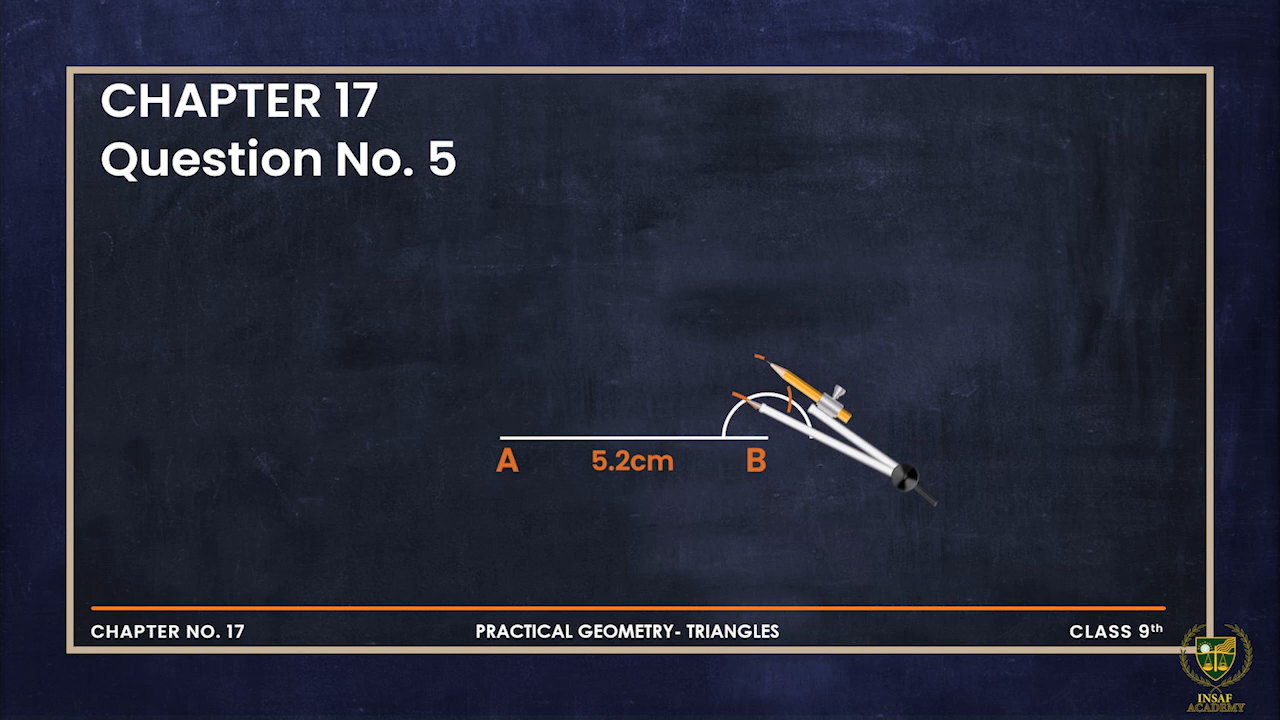 CHAPTER 17
Question No. 5
A 5.2cm B
CHAPTER NO. 17 PRACTICAL GEOMETRY- TRIANGLES CLASS 9th
INSAF
ACADEMY